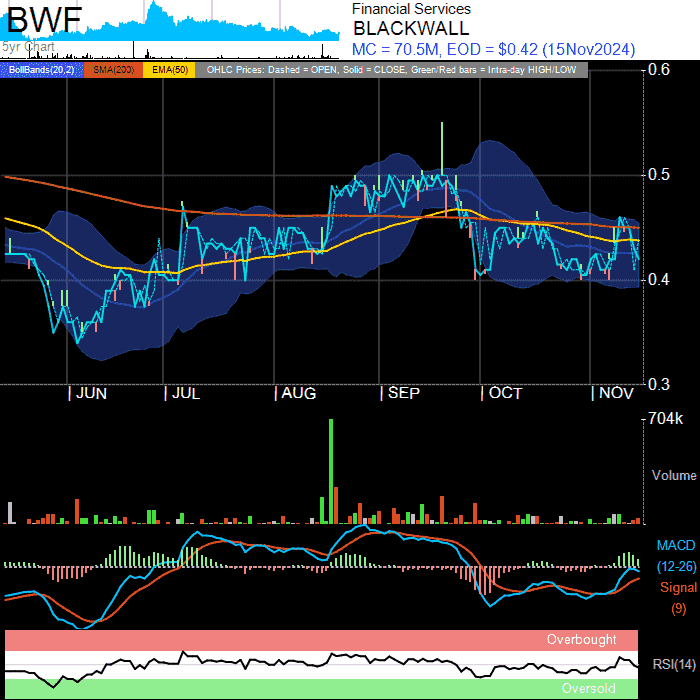 BWF
5yr Chart
Financial Services
BLACKWALL
MC = 70.5M, EOD = $0.42 (15Nov2024)
BollBands(20,2) SMA(200) EMA(50) OHLC Prices: Dashed = OPEN, Solid = CLOSE, Green/Red bars = Intra-day HIGH/LOW
0.6
0.5
0.4
0.3
JUN JUL AUG SEP OCT NOV
704k
Volume
MACD
(12-26)
Signal
(9)
Overbought
RSI(14)
Oversold